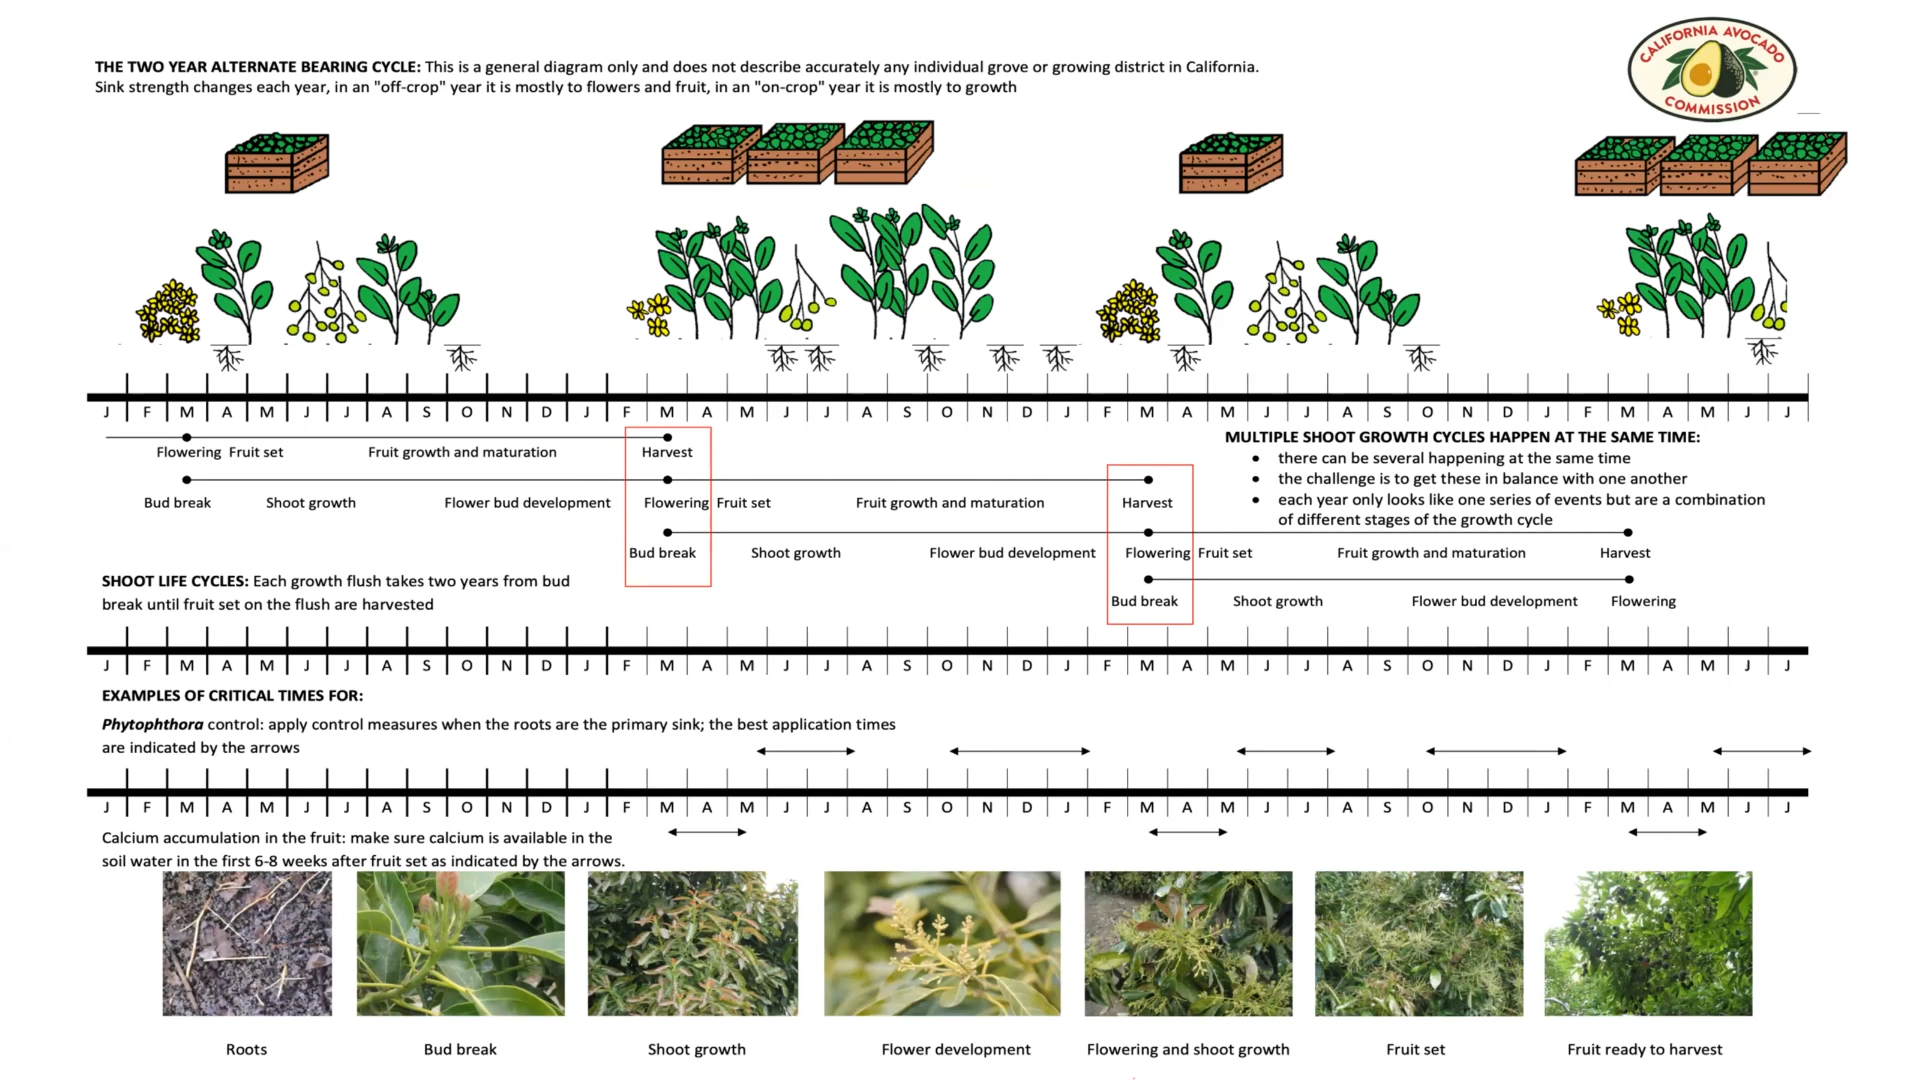 THE TWO YEAR ALTERNATE BEARING CYCLE: This is a general diagram only and does not describe accurately any individual grove or growing district in California.
Sink strength changes each year, in an "off-crop" year it is mostly to flowers and fruit, in an "on-crop" year it is mostly to growth
CALIFORNIA AVOCADO
COMMISSION
J F M A M J J A S O N D J F M A M J J A S O N D J F M A M J J A S O N D J F M A M J J
Flowering Fruit set Fruit growth and maturation Harvest
Bud break Shoot growth Flower bud development Flowering Fruit set Fruit growth and maturation Harvest
Bud break Shoot growth Flower bud development Flowering Fruit set Fruit growth and maturation Harvest
Bud break Shoot growth Flower bud development Flowering
MULTIPLE SHOOT GROWTH CYCLES HAPPEN AT THE SAME TIME:
• there can be several happening at the same time
• the challenge is to get these in balance with one another
• each year only looks like one series of events but are a combination
of different stages of the growth cycle
SHOOT LIFE CYCLES: Each growth flush takes two years from bud
break until fruit set on the flush are harvested
J F M A M J J A S O N D J F M A M J J A S O N D J F M A M J J A S O N D J F M A M J J
EXAMPLES OF CRITICAL TIMES FOR:
Phytophthora control: apply control measures when the roots are the primary sink; the best application times
are indicated by the arrows
J F M A M J J A S O N D J F M A M J J A S O N D J F M A M J J A S O N D J F M A M J J
Calcium accumulation in the fruit: make sure calcium is available in the
soil water in the first 6-8 weeks after fruit set as indicated by the arrows.
Roots
Bud break
Shoot growth
Flower development
Flowering and shoot growth
Fruit set
Fruit ready to harvest